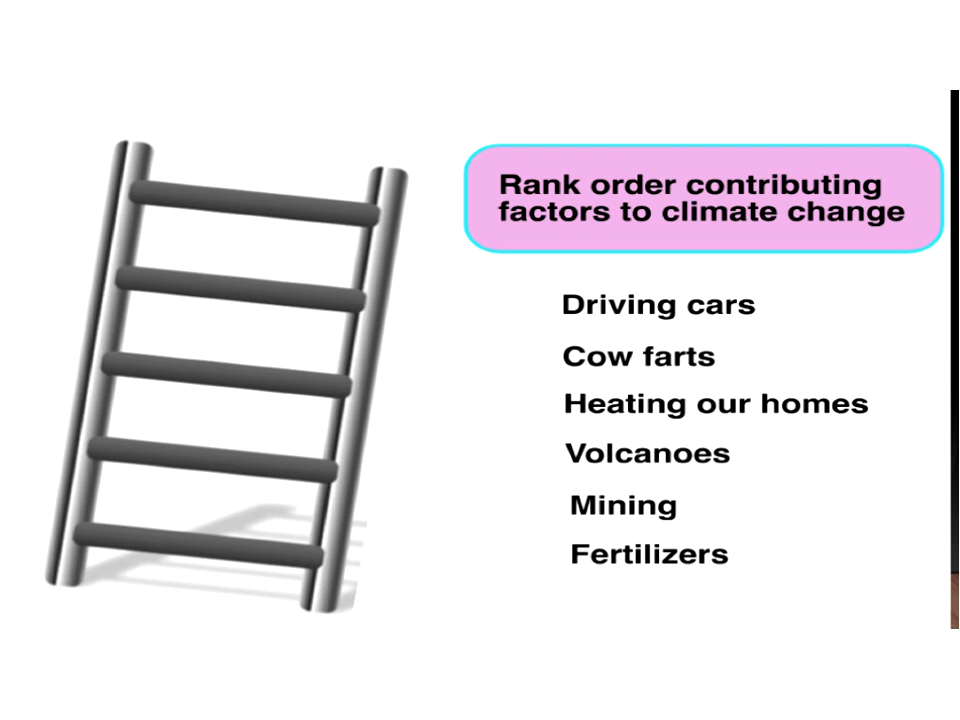 Rank order contributing
factors to climate change
Driving cars
Cow farts
Heating our homes
Volcanoes
Mining
Fertilizers